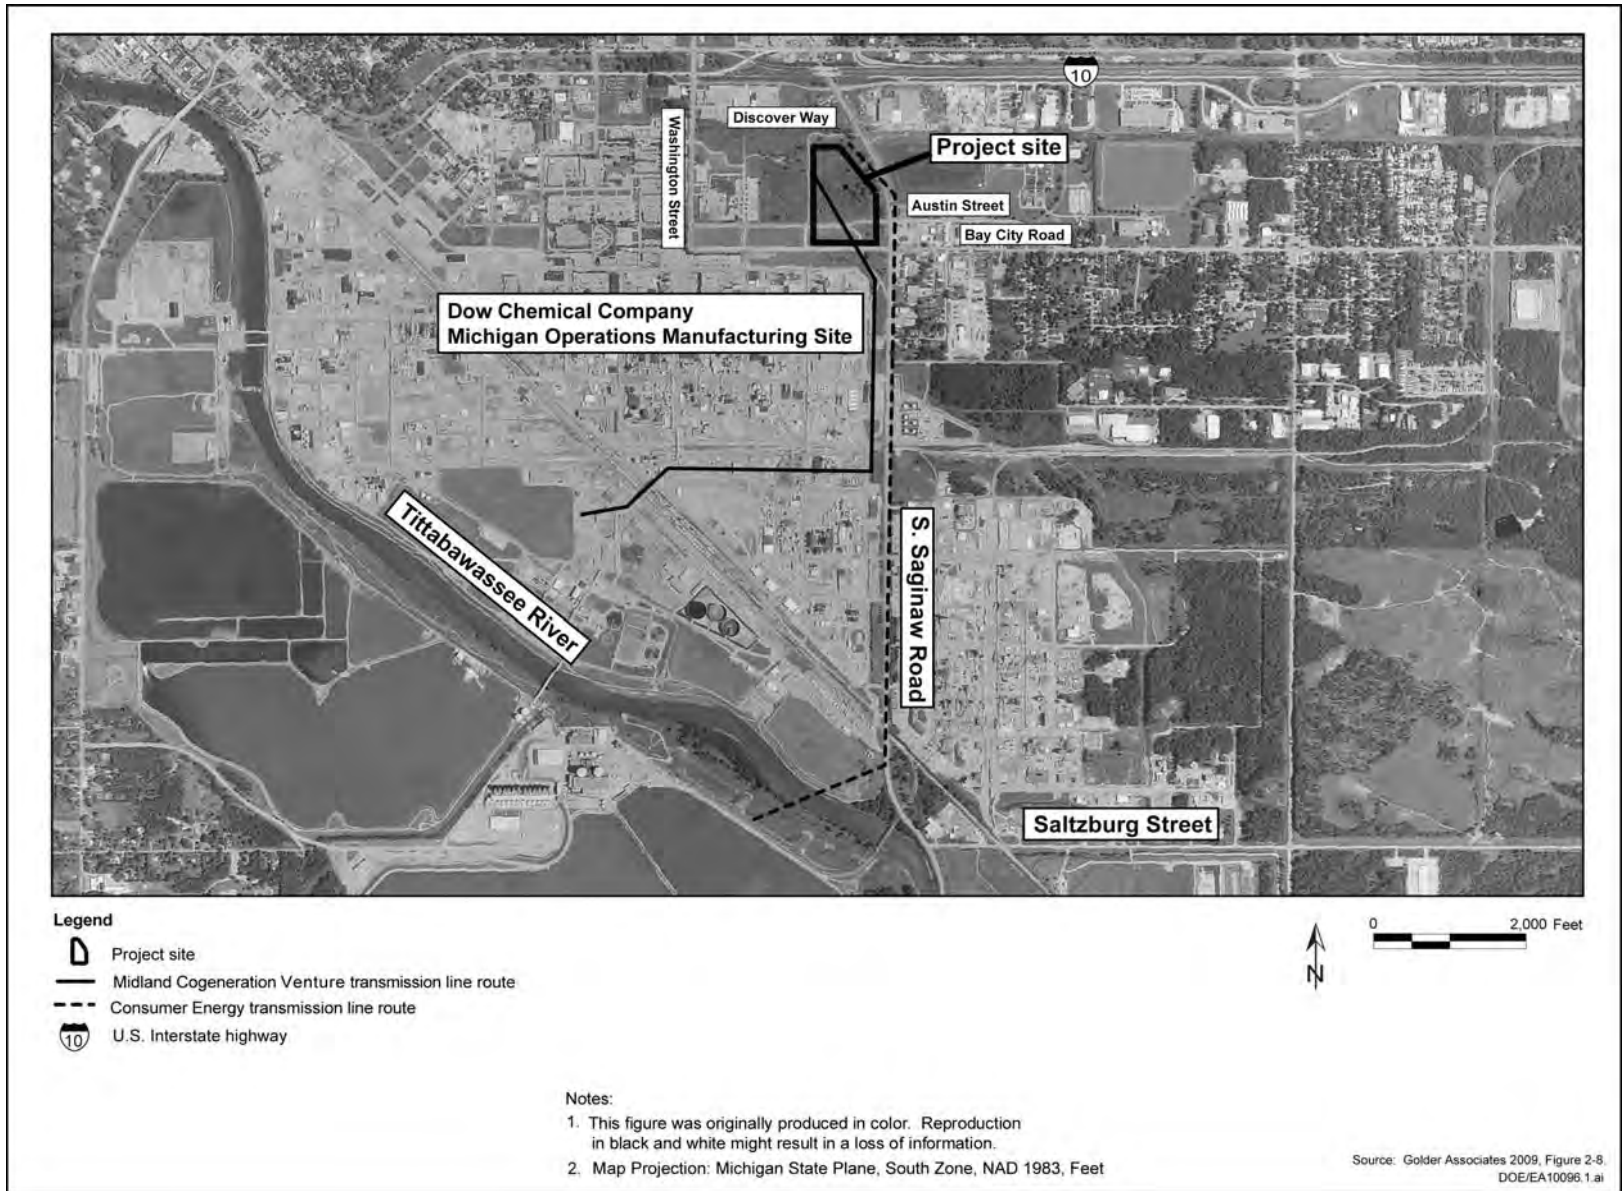 10
Discover Way
Washington Street
Project site
Austin Street
Bay City Road
Dow Chemical Company
Michigan Operations Manufacturing Site
Tittabawassee River
S. Saginaw Road
Saltzburg Street
Legend
Project site
Midland Cogeneration Venture transmission line route
Consumer Energy transmission line route
10
U.S. Interstate highway
0 2,000 Feet
N
Notes:
1. This figure was originally produced in color. Reproduction
in black and white might result in a loss of information.
2. Map Projection: Michigan State Plane, South Zone, NAD 1983, Feet
Source: Golder Associates 2009, Figure 2-8.
DOE/EA10096.1.ai